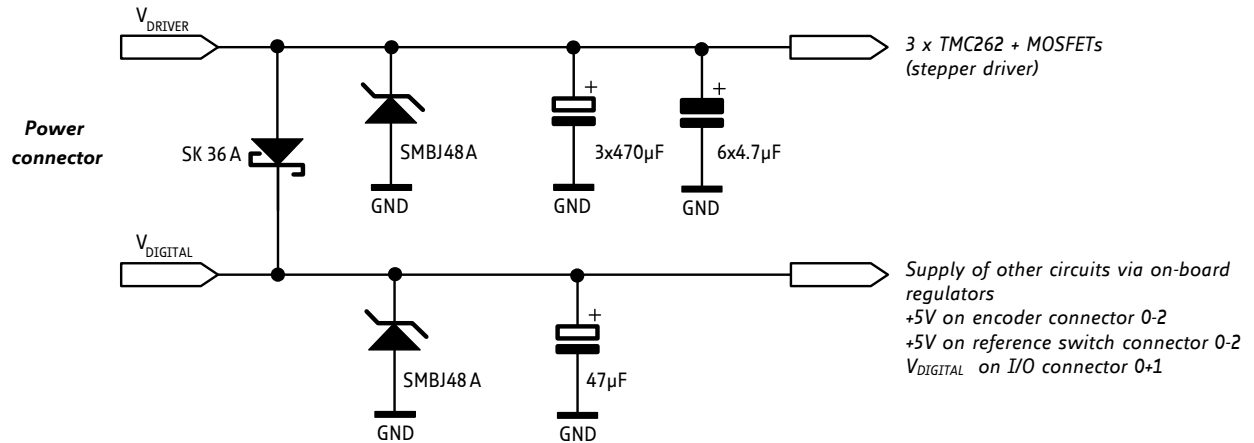 VDRIVER
3 x TMC262 + MOSFETs
(stepper driver)
Power
connector
SK 36 A
SMBJ48A
+
3x470µF
+
6x4.7µF
GND
GND
GND
VDIGITAL
Supply of other circuits via on-board
regulators
+5V on encoder connector 0-2
+5V on reference switch connector 0-2
VDIGITAL on I/O connector 0+1
SMBJ48A
+
47µF
GND
GND